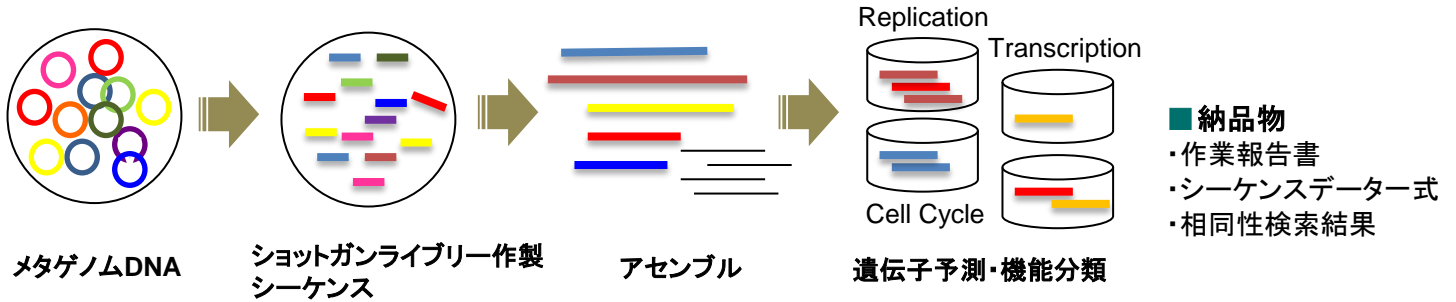 Replication
Transcription
Cell Cycle
メタゲノムDNA
ショットガンライブリー作製
シーケンス
アセンブル
遺伝子予測・機能分類
■納品物
・作業報告書
・シーケンスデーター式
・相同性検索結果